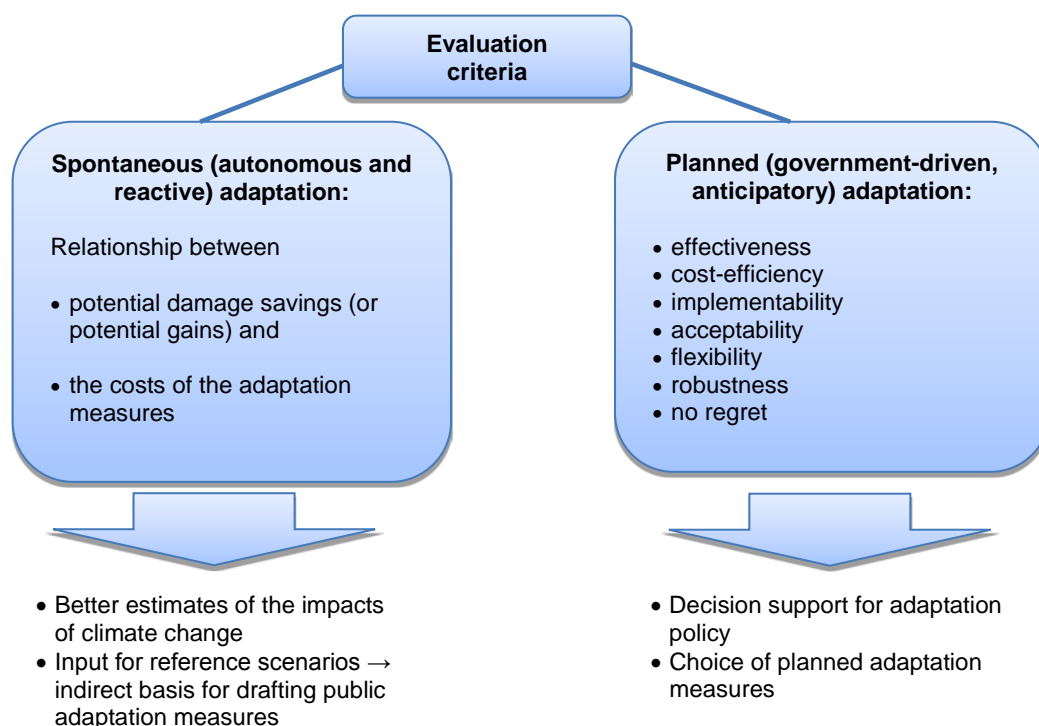 Evaluation
criteria
Spontaneous (autonomous and
reactive) adaptation:
Relationship between
• potential damage savings (or
potential gains) and
• the costs of the adaptation
measures
Planned (government-driven,
anticipatory) adaptation:
• effectiveness
• cost-efficiency
• implementability
• acceptability
• flexibility
• robustness
• no regret
• Better estimates of the impacts
of climate change
• Input for reference scenarios →
indirect basis for drafting public
adaptation measures
• Decision support for adaptation
policy
• Choice of planned adaptation
measures